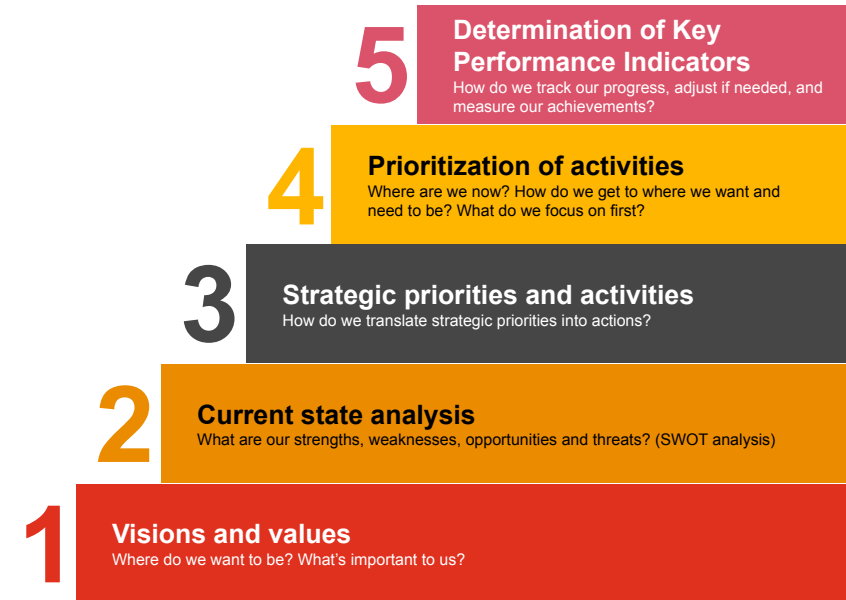 5
Determination of Key
Performance Indicators
How do we track our progress, adjust if needed, and
measure our achievements?
4
Prioritization of activities
Where are we now? How do we get to where we want and
need to be? What do we focus on first?
3
Strategic priorities and activities
How do we translate strategic priorities into actions?
2
Current state analysis
What are our strengths, weaknesses, opportunities and threats? (SWOT analysis)
1
Visions and values
Where do we want to be? What’s important to us?